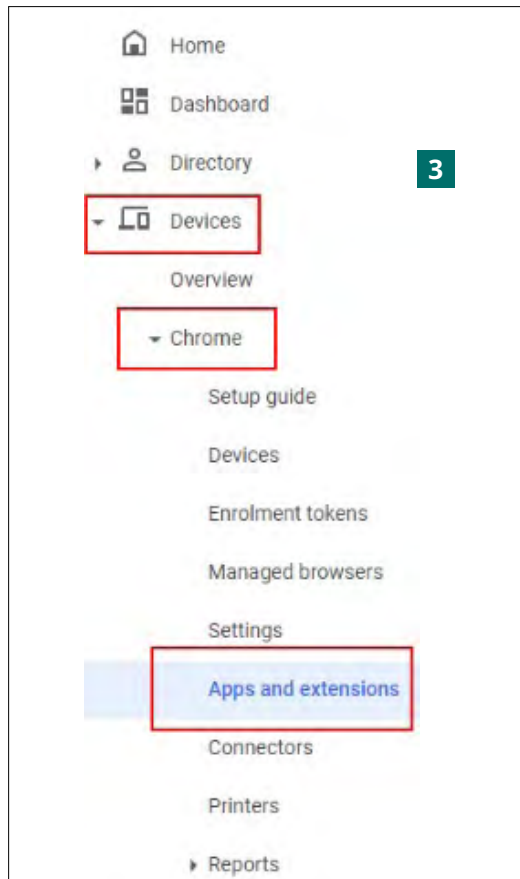 Home
Dashboard
Directory
3
Devices
Overview
Chrome
Setup guide
Devices
Enrolment tokens
Managed browsers
Settings
Apps and extensions
Connectors
Printers
Reports